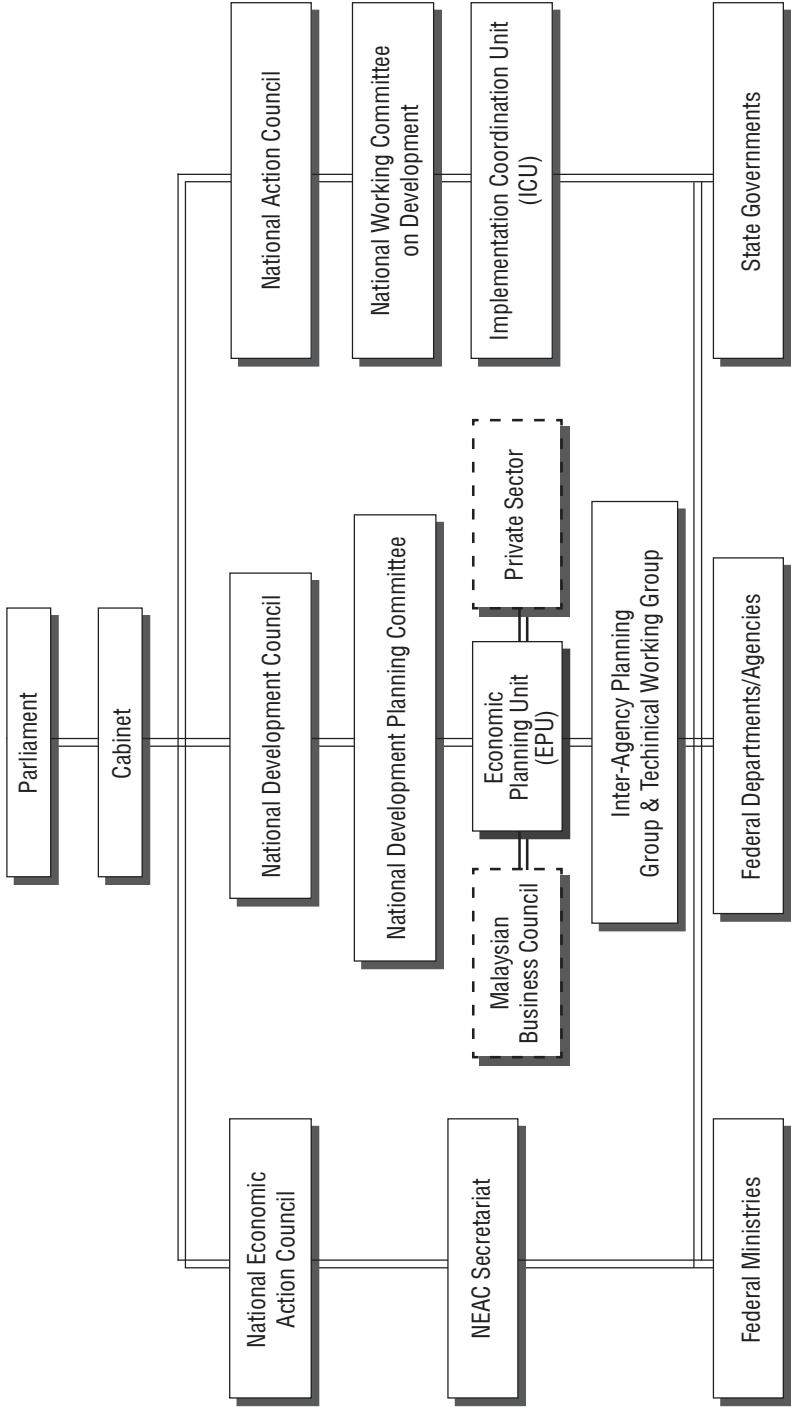 Parliament
Cabinet
National Economic
Action Council
National Development Council
National Action Council
NEAC Secretariat
National Development Planning Committee
National Working Committee
on Development
Malaysian
Business Council
Economic
Planning Unit
(EPU)
Private Sector
Implementation Coordination Unit
(ICU)
Inter-Agency Planning
Group & Techinical Working Group
Federal Ministries
Federal Departments/Agencies
State Governments